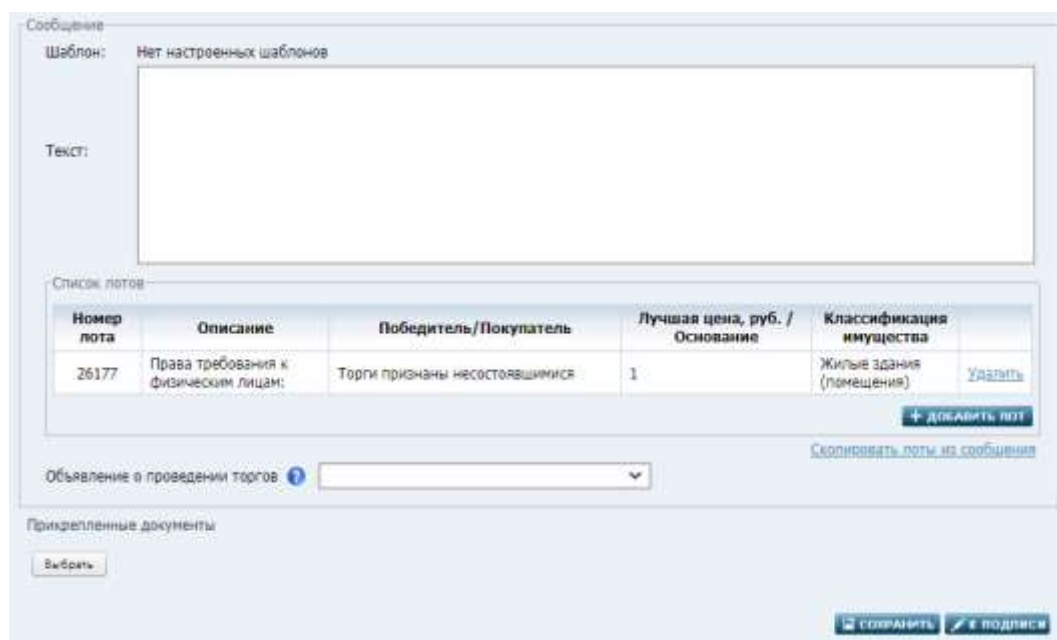 Сообщение
Шаблон: Нет настроенных шаблонов
Текст:
Список лотов
Номер лота Описание Победитель/Покупатель Лучшая цена, руб. / Основание Классификация имущества
26177 Права требования к физическим лицам: Торги признаны несостоявшимися 1 Жилые здания (помещения) Удалить
+ ДОБАВИТЬ ЛОТ
Скопировать лоты из сообщения
Объявление о проведении торгов ?
Прикрепленные документы
Выбрать
СОХРАНИТЬ К ПОДПИСИ